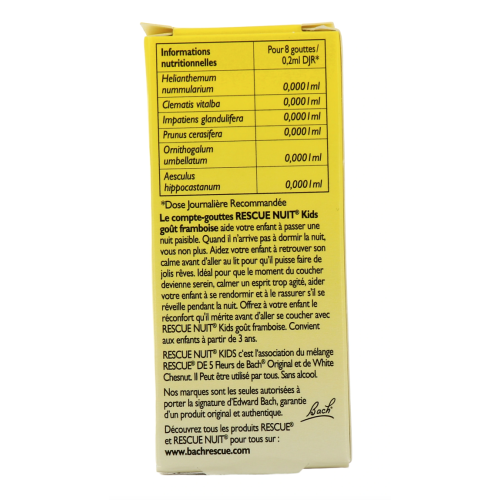 Informations Pour 8 gouttes /
nutritionnelles 0,2ml DJR*
Helianthemum
nummularium 0,0001ml
Clematis vitalba 0,0001ml
Impatiens glandulifera 0,0001ml
Prunus cerasifera 0,0001ml
Ornithogalum
umbellatum 0,0001ml
Aesculus
hippocastanum 0,0001ml
*Dose Journalière Recommandée
Le compte-gouttes RESCUE NUIT® Kids
goût framboise aide votre enfant à passer une
nuit paisible. Quand il n'arrive pas à dormir la nuit,
vous non plus. Aidez votre enfant à retrouver son
calme avant d'aller au lit pour qu'il puisse faire de
jolis rêves. Idéal pour que le moment du coucher
devienne serein, calmer un esprit trop agité, aider
votre enfant à se rendormir et le rassurer s'il se
réveille pendant la nuit. Offrez à votre enfant le
réconfort qu'il mérite avant d'aller se coucher avec
RESCUE NUIT® Kids goût framboise. Convient
aux enfants à partir de 3 ans.
RESCUE NUIT® KIDS c'est l'association du mélange
RESCUE® DE 5 Fleurs de Bach® Original et de White
Chesnut. Il Peut être utilisé par tous. Sans alcool.
Nos marques sont les seules autorisées à
porter la signature d'Edward Bach, garantie
d'un produit original et authentique. Bach
Découvrez tous les produits RESCUE®
et RESCUE NUIT® pour tous sur :
www.bachrescue.com